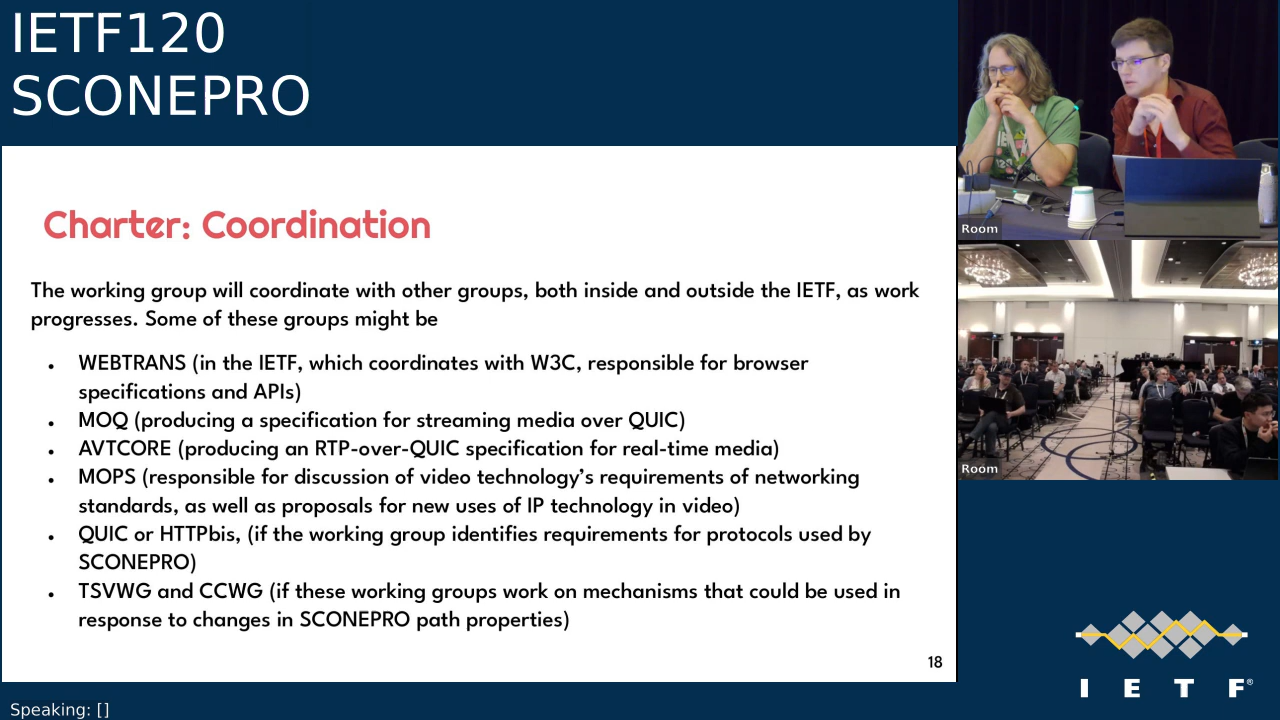 IETF120
SCONEPRO
Charter: Coordination
The working group will coordinate with other groups, both inside and outside the IETF, as work
progresses. Some of these groups might be
• WEBTRANS (in the IETF, which coordinates with W3C, responsible for browser
specifications and APIs)
• MOQ (producing a specification for streaming media over QUIC)
• AVTCORE (producing an RTP-over-QUIC specification for real-time media)
• MOPS (responsible for discussion of video technology’s requirements of networking
standards, as well as proposals for new uses of IP technology in video)
• QUIC or HTTPbis, (if the working group identifies requirements for protocols used by
SCONEPRO)
• TSVWG and CCWG (if these working groups work on mechanisms that could be used in
response to changes in SCONEPRO path properties)
18
Room
Room
I E T F®
Speaking: []